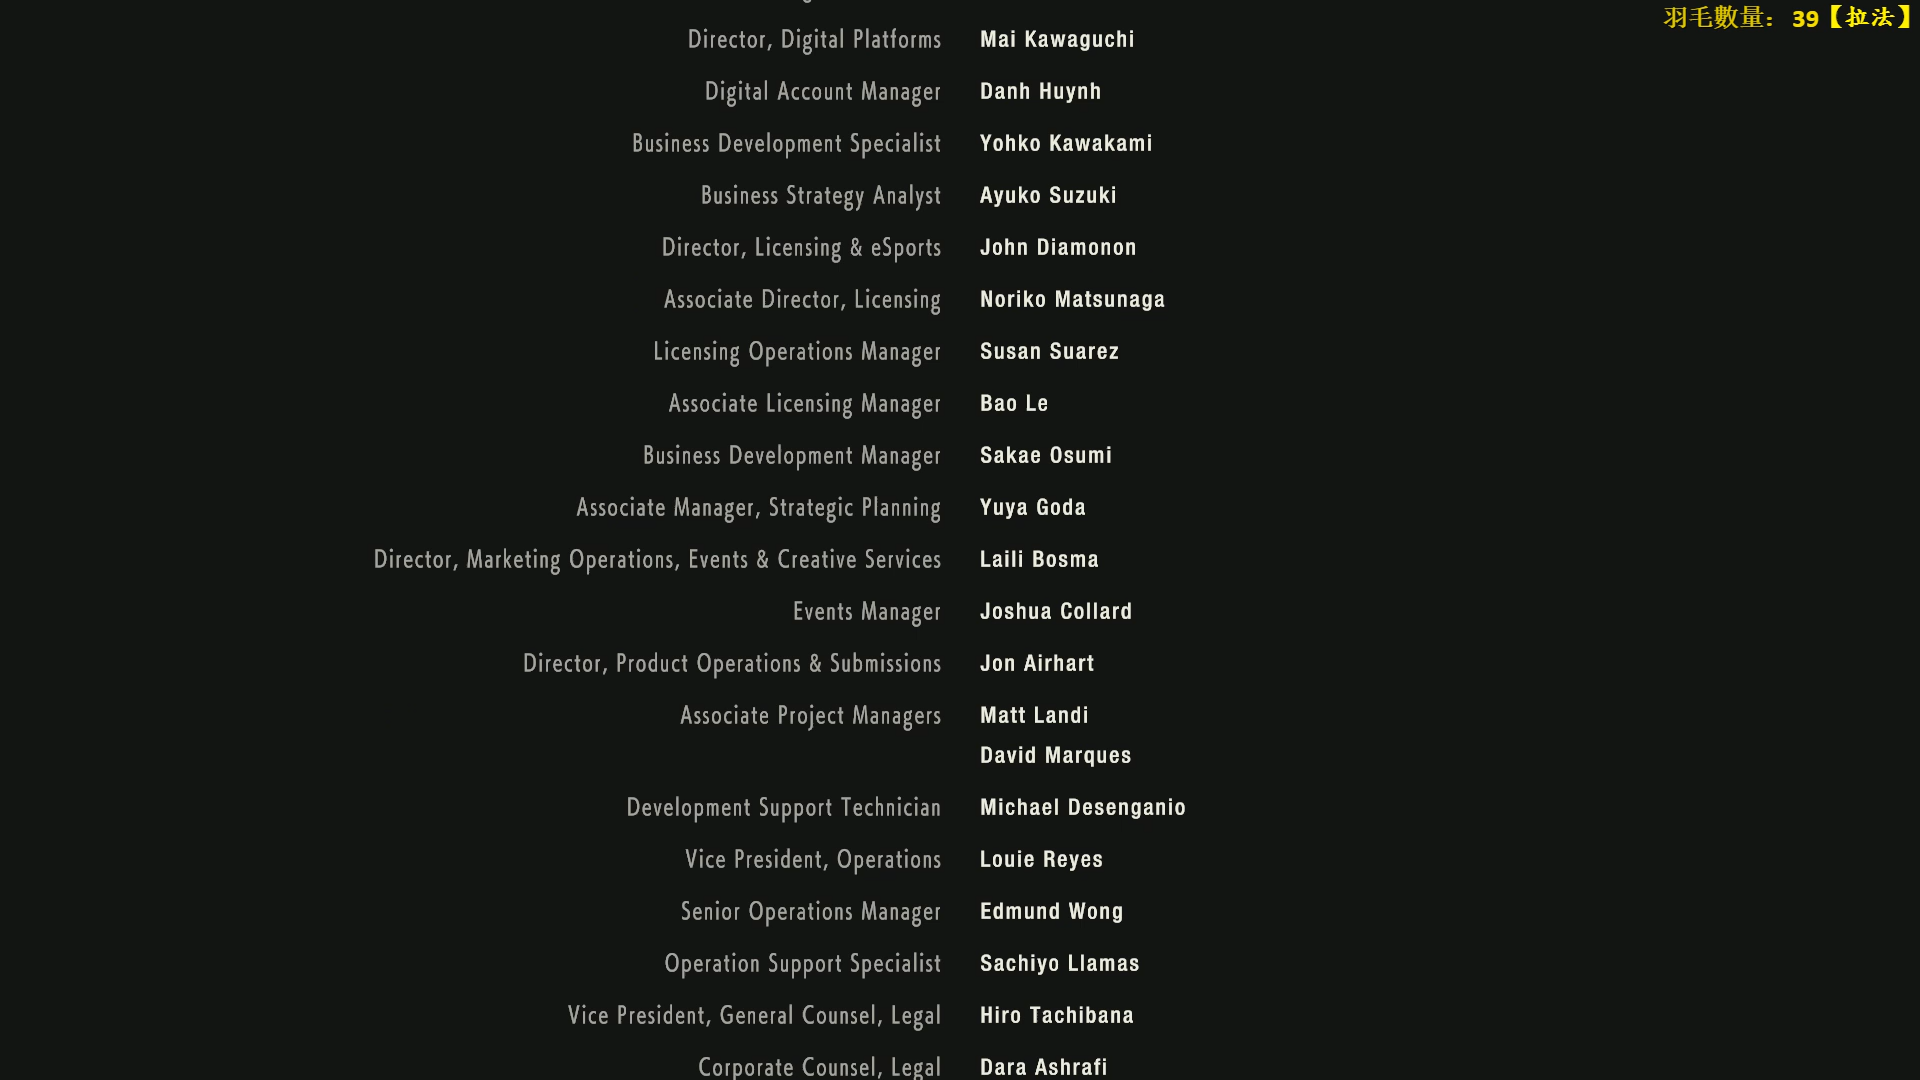 羽毛數量: 39【拉法】
Director, Digital Platforms Mai Kawaguchi
Digital Account Manager Danh Huynh
Business Development Specialist Yohko Kawakami
Business Strategy Analyst Ayuko Suzuki
Director, Licensing & eSports John Diamonon
Associate Director, Licensing Noriko Matsunaga
Licensing Operations Manager Susan Suarez
Associate Licensing Manager Bao Le
Business Development Manager Sakae Osumi
Associate Manager, Strategic Planning Yuya Goda
Director, Marketing Operations, Events & Creative Services Laili Bosma
Events Manager Joshua Collard
Director, Product Operations & Submissions Jon Airhart
Associate Project Managers Matt Landi
David Marques
Development Support Technician Michael Desenganio
Vice President, Operations Louie Reyes
Senior Operations Manager Edmund Wong
Operation Support Specialist Sachiyo Llamas
Vice President, General Counsel, Legal Hiro Tachibana
Corporate Counsel, Legal Dara Ashrafi